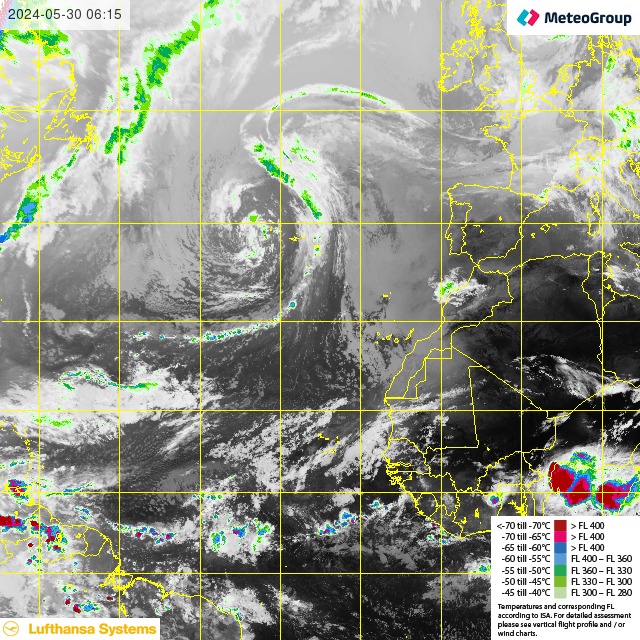 2024-05-30 06:15
MeteoGroup
<-70 till -70°C > FL 400
-70 till -65°C > FL 400
-65 till -60°C > FL 400
-60 till -55°C FL 400 – FL 360
-55 till -50°C FL 360 – FL 330
-50 till -45°C FL 330 – FL 300
-45 till -40°C FL 300 – FL 280
Temperatures and corresponding FL
according to ISA. For detailed assessment
please see vertical flight profile and / or
wind charts.
Lufthansa Systems